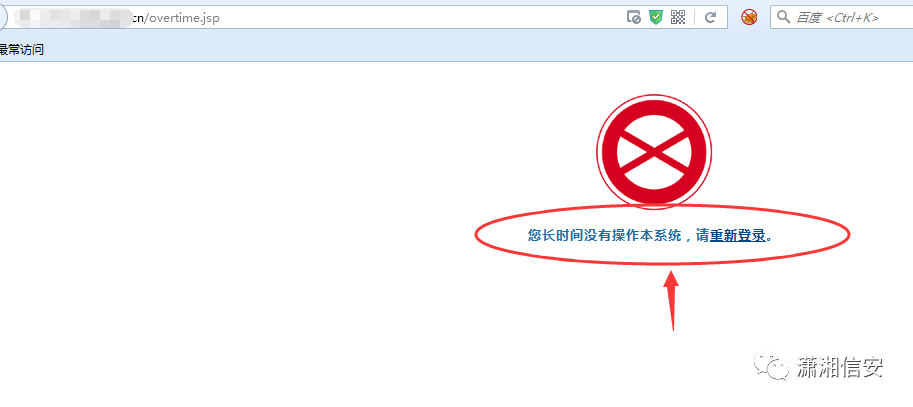 cn/overtime.jsp
百度 <Ctrl+K>
最常访问
您长时间没有操作本系统，请重新登录。
潇湘信安